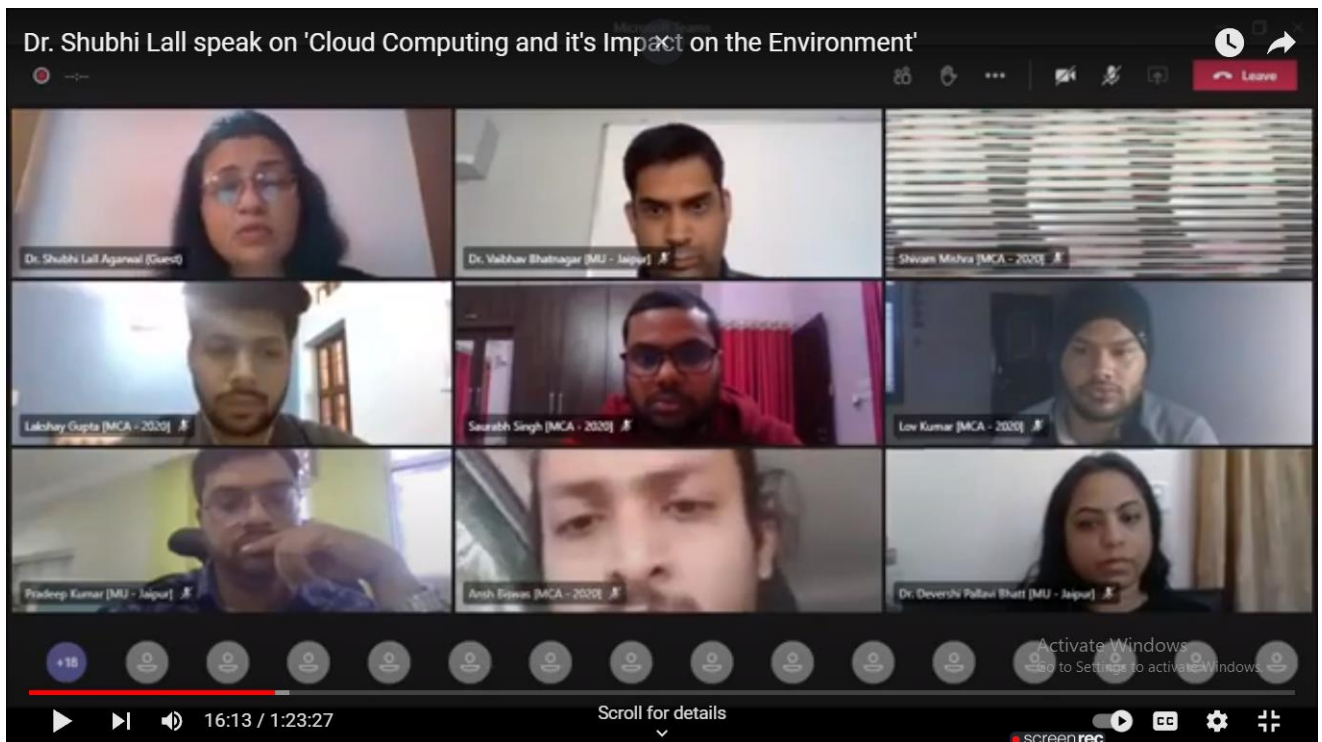 Microsoft Teams
Dr. Shubhi Lall speak on 'Cloud Computing and it's Impact on the Environment'
--:--
Leave
Dr. Shubhi Lall Agarwal (Guest)
Dr. Vaibhav Bhatnagar [MU - Jaipur]
Shivam Mishra [MCA - 2020]
Lakshay Gupta [MCA - 2020]
Saurabh Singh [MCA - 2020]
Lov Kumar [MCA - 2020]
Pradeep Kumar [MU - Jaipur]
Ansh Biswas [MCA - 2020]
Dr. Devershi Pallavi Bhatt [MU - Jaipur]
+18
Activate Windows
Go to Settings to activate Windows.
16:13 / 1:23:27
Scroll for details
CC
screenrec